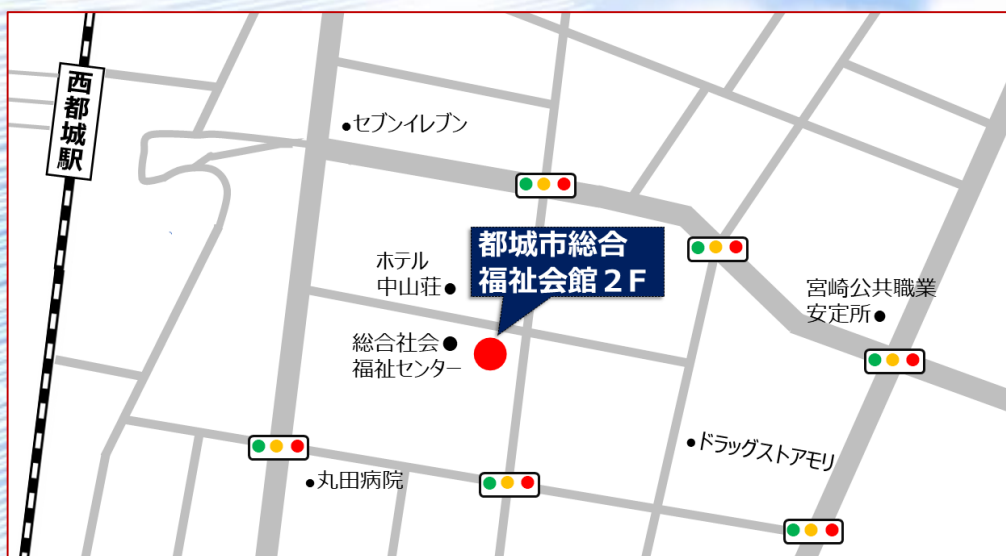 西都城駅
セブンイレブン
都城市総合
福祉会館２F
ホテル
中山荘
宮崎公共職業
安定所
総合社会
福祉センター
ドラッグストアモリ
丸田病院